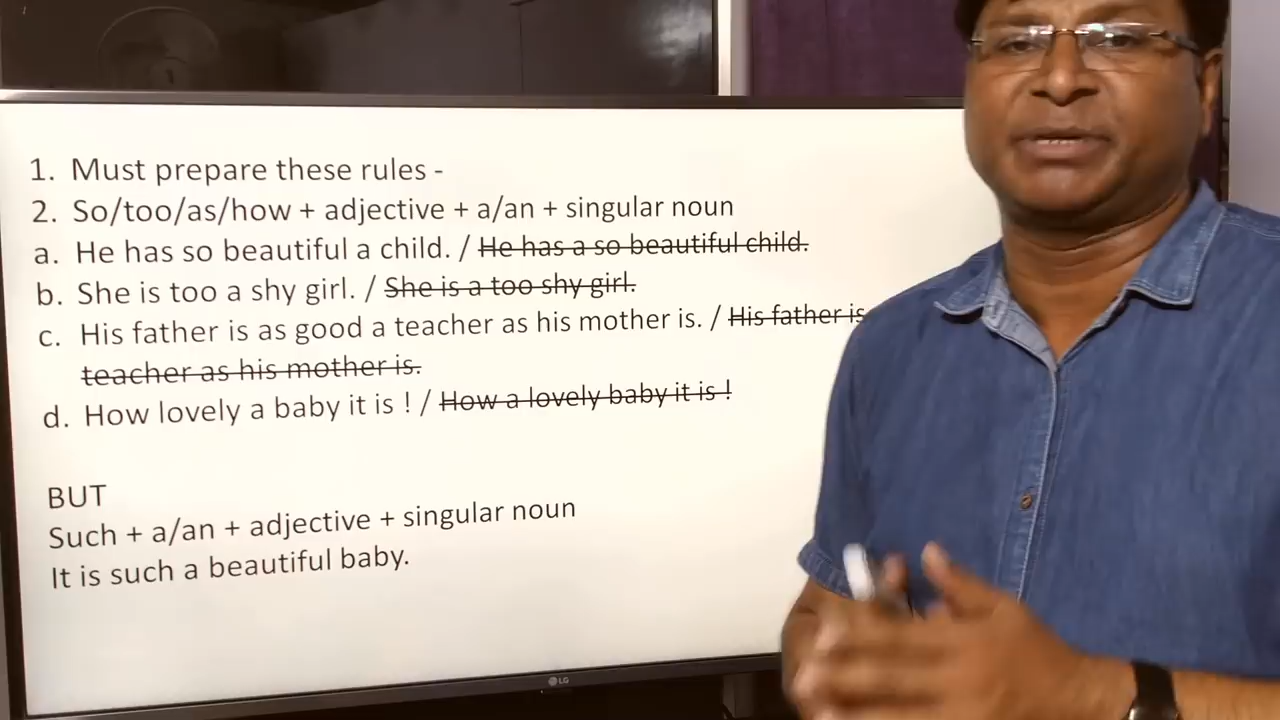 1. Must prepare these rules -
2. So/too/as/how + adjective + a/an + singular noun
a. He has so beautiful a child. / He has a so beautiful child.
b. She is too a shy girl. / She is a too shy girl.
c. His father is as good a teacher as his mother is. / His father is
teacher as his mother is.
d. How lovely a baby it is ! / How a lovely baby it is !
BUT
Such + a/an + adjective + singular noun
It is such a beautiful baby.
LG